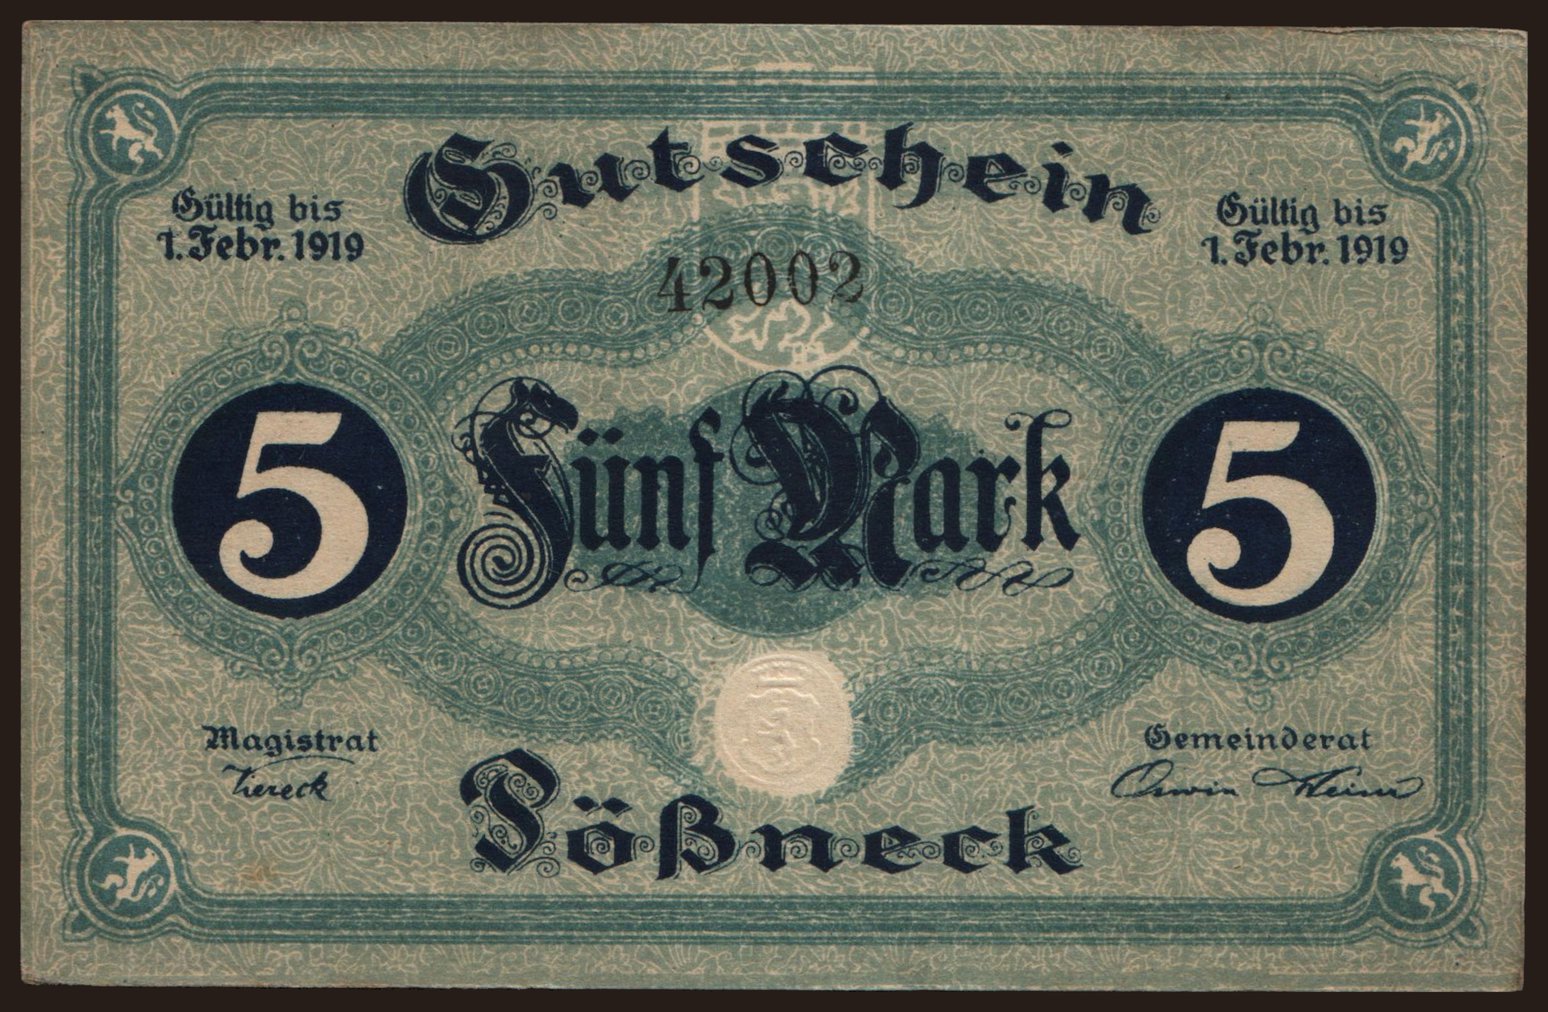 Gutschein
Gültig bis
1. Febr. 1919
Gültig bis
1. Febr. 1919
42002
5
Fünf Mark
5
Magistrat
Gemeinderat
Pößneck